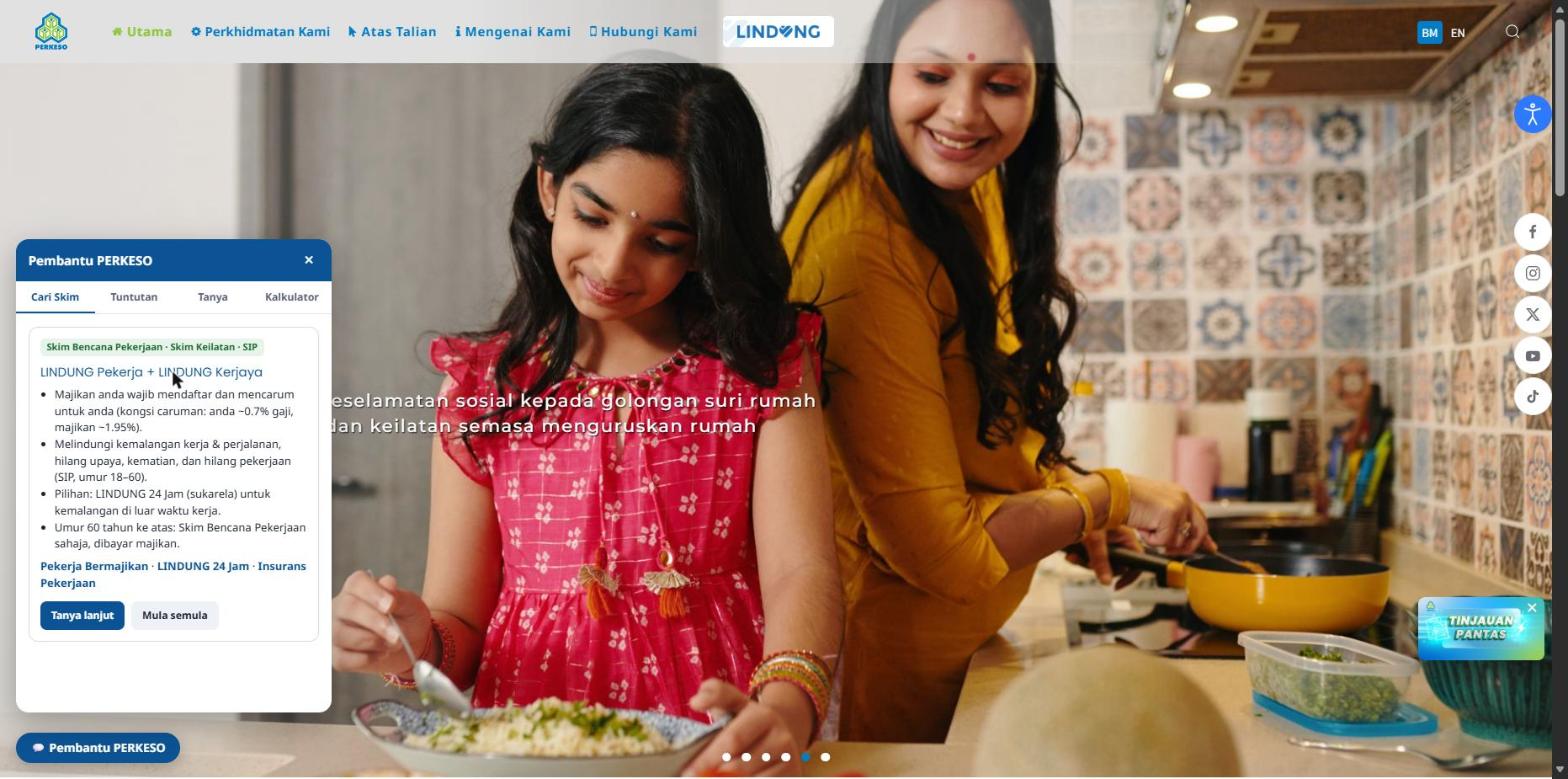 PERKESO
Utama
Perkhidmatan Kami
Atas Talian
Mengenai Kami
Hubungi Kami
LINDUNG
BM
EN
Pembantu PERKESO
×
Cari Skim
Tuntutan
Tanya
Kalkulator
Skim Bencana Pekerjaan · Skim Keilatan · SIP
LINDUNG Pekerja + LINDUNG Kerjaya
• Majikan anda wajib mendaftar dan mencarum
untuk anda (kongsi caruman: anda ~0.7% gaji,
majikan ~1.95%).
• Melindungi kemalangan kerja & perjalanan,
hilang upaya, kematian, dan hilang pekerjaan
(SIP, umur 18–60).
• Pilihan: LINDUNG 24 Jam (sukarela) untuk
kemalangan di luar waktu kerja.
• Umur 60 tahun ke atas: Skim Bencana Pekerjaan
sahaja, dibayar majikan.
Pekerja Bermajikan · LINDUNG 24 Jam · Insurans
Pekerjaan
Tanya lanjut
Mula semula
eselamatan sosial kepada golongan suri rumah
dan keilatan semasa menguruskan rumah
TINJAUAN
PANTAS
Pembantu PERKESO